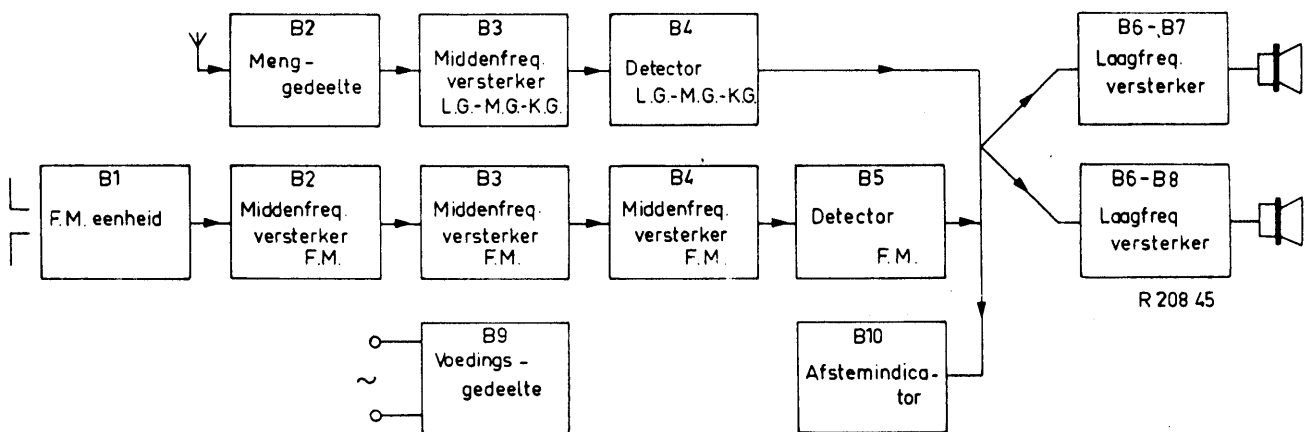 B2
Meng-
gedeelte
B3
Middenfreq.
versterker
L.G.-M.G.-K.G.
B4
Detector
L.G.-M.G.-K.G.
B6-B7
Laagfreq.
versterker
B1
F.M. eenheid
B2
Middenfreq.
versterker
F.M.
B3
Middenfreq.
versterker
F.M.
B4
Middenfreq.
versterker
F.M.
B5
Detector
F.M.
B6-B8
Laagfreq
versterker
R 208 45
~
B9
Voedings-
gedeelte
B10
Afstemindica-
tor